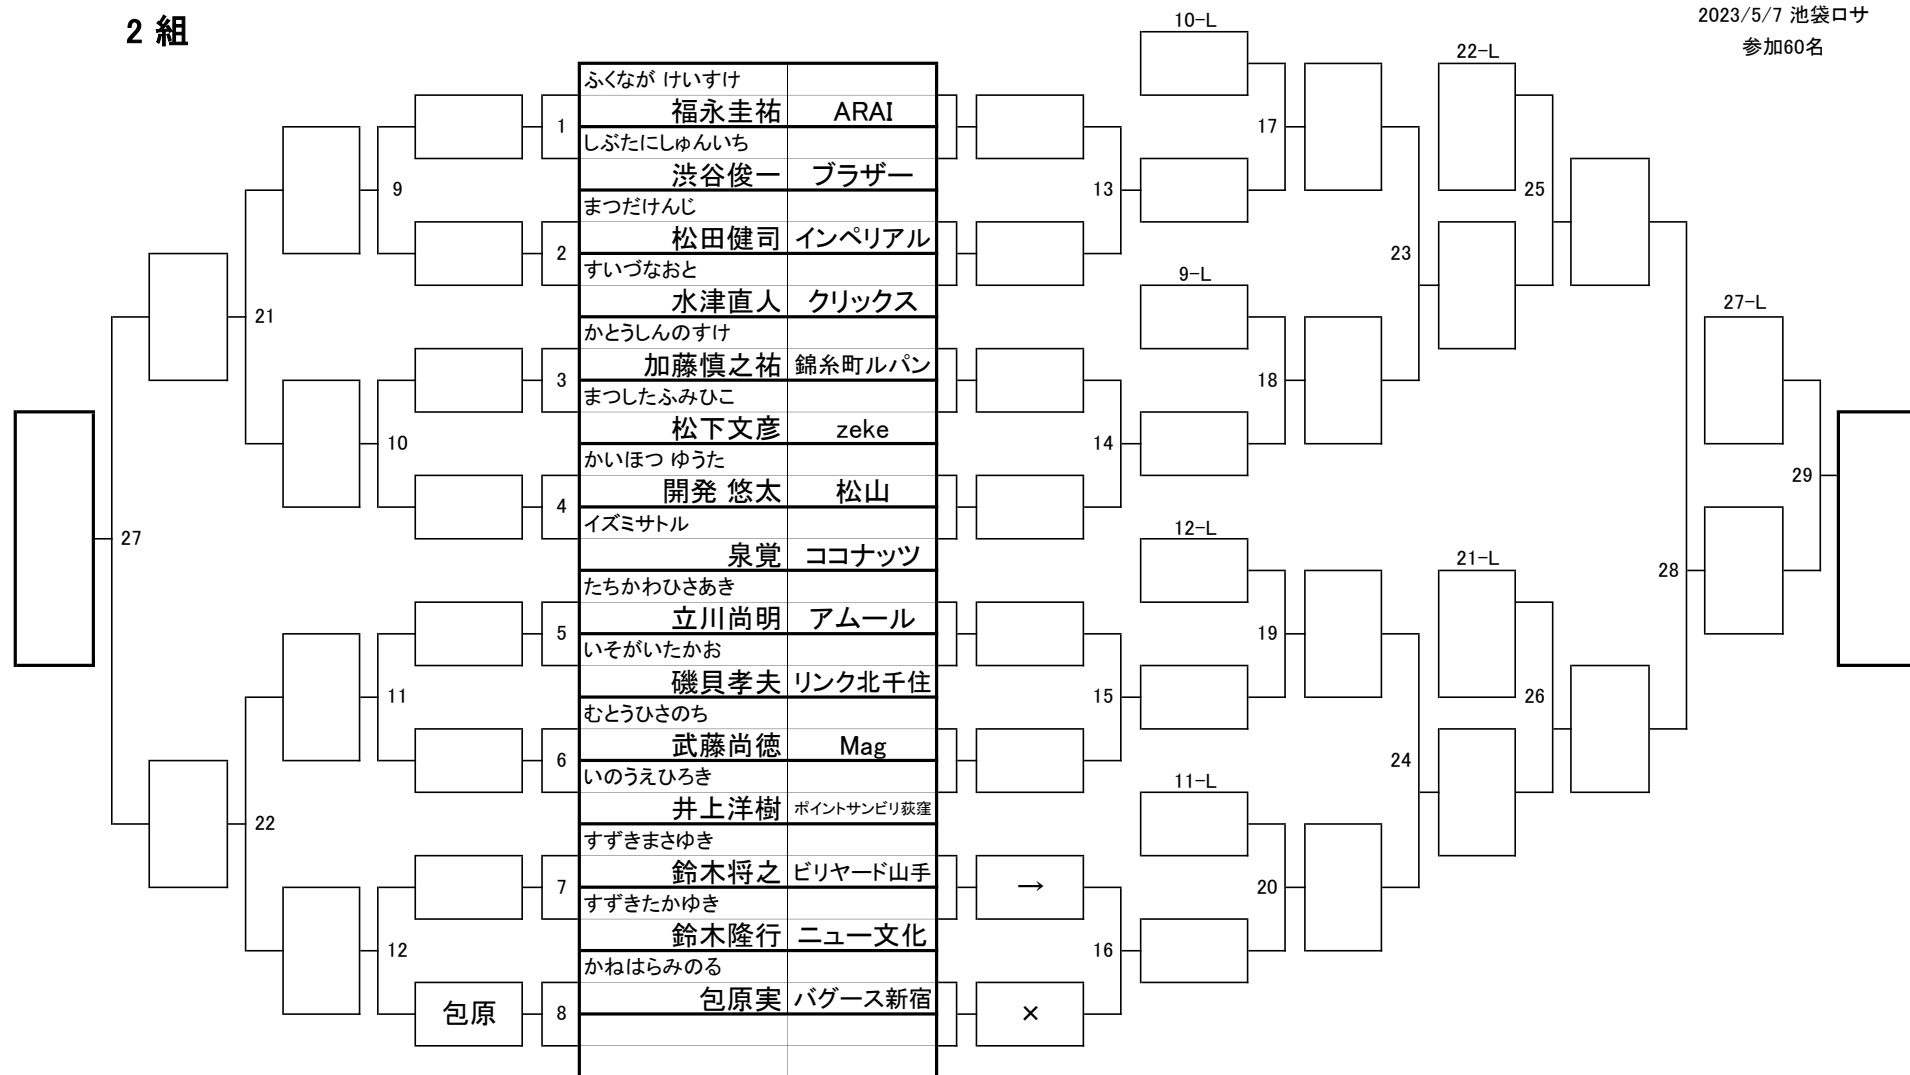 2 組
2023/5/7 池袋ロサ
参加60名
10-L
22-L
ふくなが けいすけ
福永圭祐 ARAI
1
17
しぶたにしゅんいち
渋谷俊一 ブラザー
9
13
25
まつだけんじ
松田健司 インペリアル
2
23
すいづなおと
水津直人 クリックス
9-L
27-L
21
かとうしんのすけ
加藤慎之祐 錦糸町ルパン
3
18
まつしたふみひこ
松下文彦 zeke
10
14
かいほつ ゆうた
開発 悠太 松山
29
4
イズミサトル
泉覚 ココナッツ
27
12-L
21-L
28
たちかわひさあき
立川尚明 アムール
5
19
いそがいたかお
磯貝孝夫 リンク北千住
11
15
26
むとうひさのち
武藤尚徳 Mag
6
24
いのうえひろき
井上洋樹 ポイントサンビリ荻窪
11-L
22
すずきまさゆき
鈴木将之 ビリヤード山手
7
→
20
すずきたかゆき
鈴木隆行 ニュー文化
12
16
かねはらみのる
包原実 バグース新宿
包原
8
×